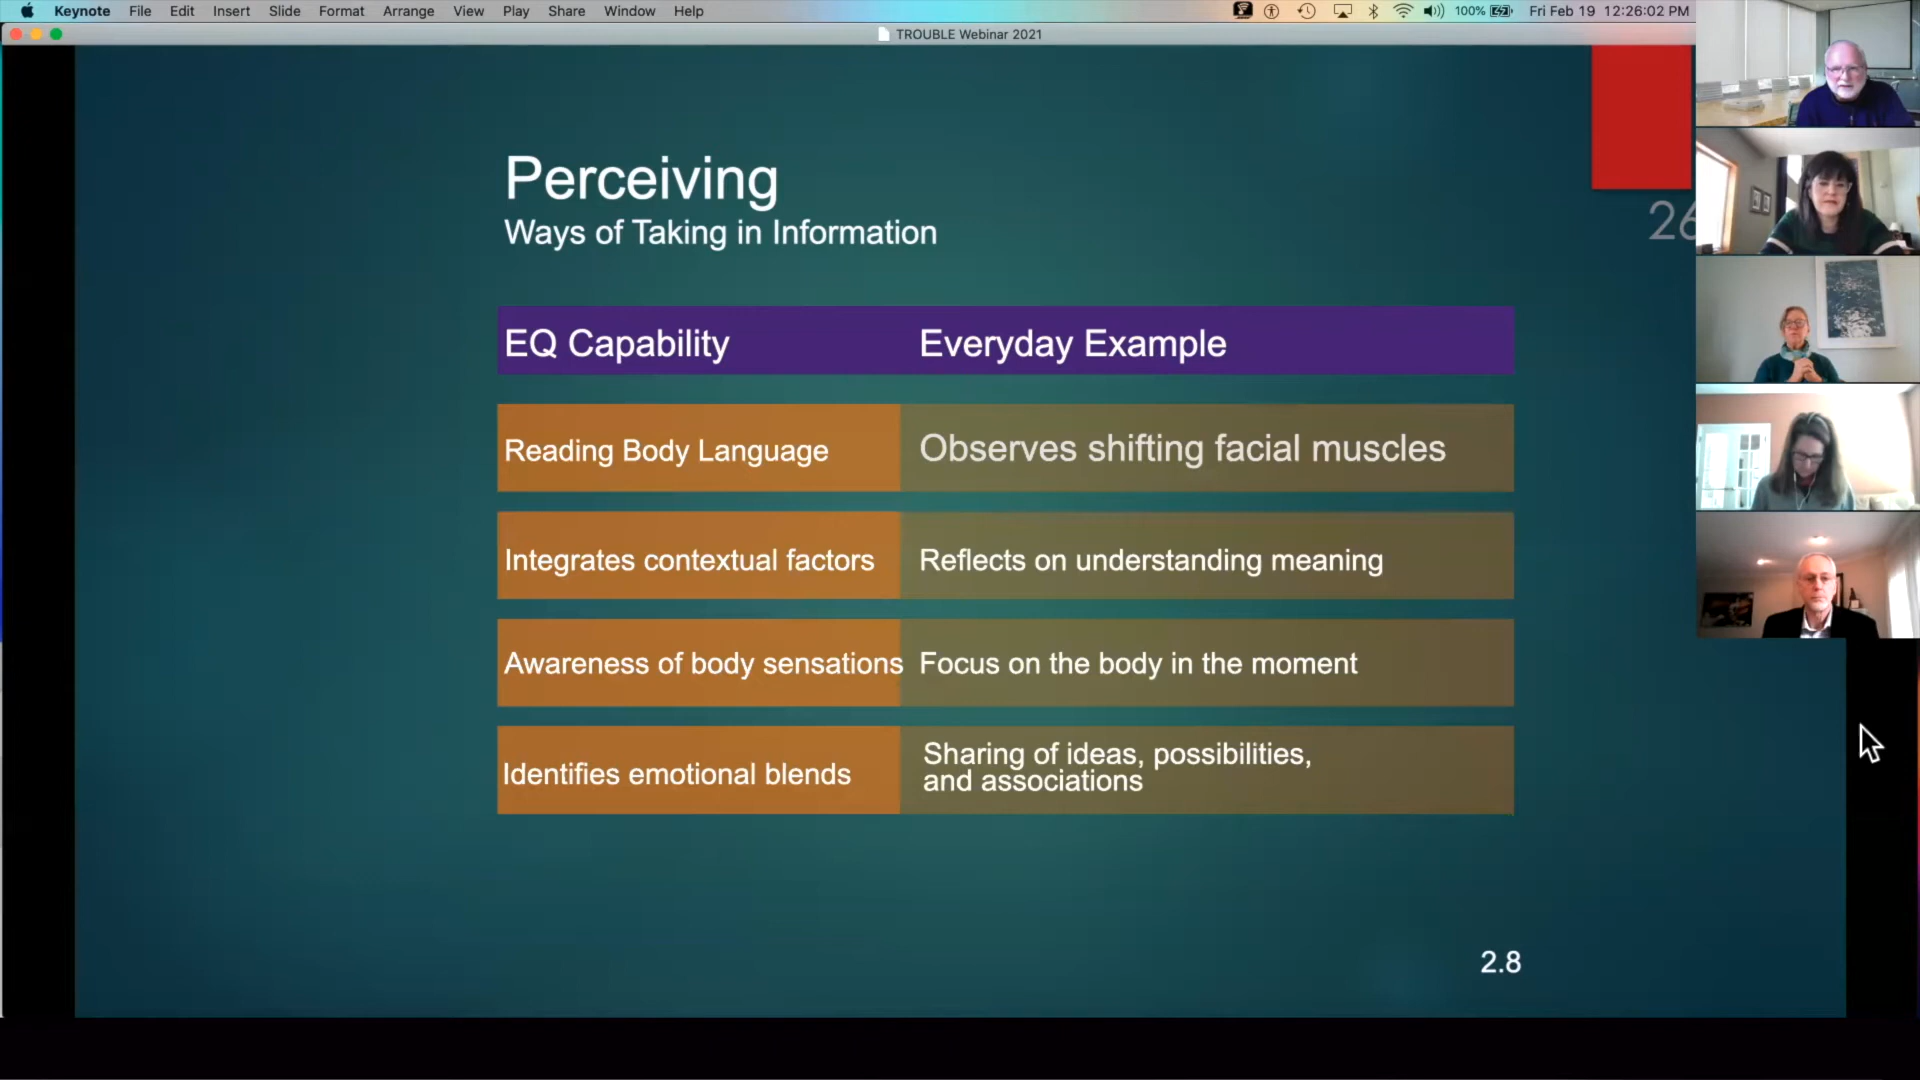 Keynote File Edit Insert Slide Format Arrange View Play Share Window Help 100% Fri Feb 19 12:26:02 PM
TROUBLE Webinar 2021
26
Perceiving
Ways of Taking in Information
EQ Capability Everyday Example
Reading Body Language Observes shifting facial muscles
Integrates contextual factors Reflects on understanding meaning
Awareness of body sensations Focus on the body in the moment
Identifies emotional blends Sharing of ideas, possibilities,
and associations
2.8